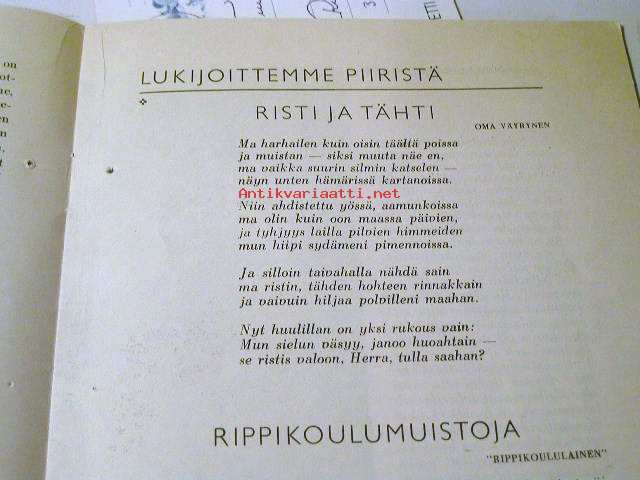 LUKIJOITTEMME PIIRISTÄ
RISTI JA TÄHTI
OMA VÄYRYNEN
Ma harhailen kuin oisin täältä poissa
ja muistan — siksi muuta näe en,
ma vaikka suurin silmin katselen —
näyn unten hämärissä kartanoissa.
Antikvariaatti.net
Niin ahdistettu yössä, aamunkoissa
ma olin kuin oon maassa päivien,
ja tyhjyys lailla pilvien himmeiden
mun hiipi sydämeni pimennoissa.
Ja silloin taivahalla nähdä sain
ma ristin, tähden hohteen rinnakkain
ja vaivuin hiljaa polvilleni maahan.
Nyt huulillan on yksi rukous vain:
Mun sielun väsyy, janoo huoahtain —
se ristis valoon, Herra, tulla saahan?
RIPPIKOULUMUISTOJA
"RIPPIKOULULAINEN"
on